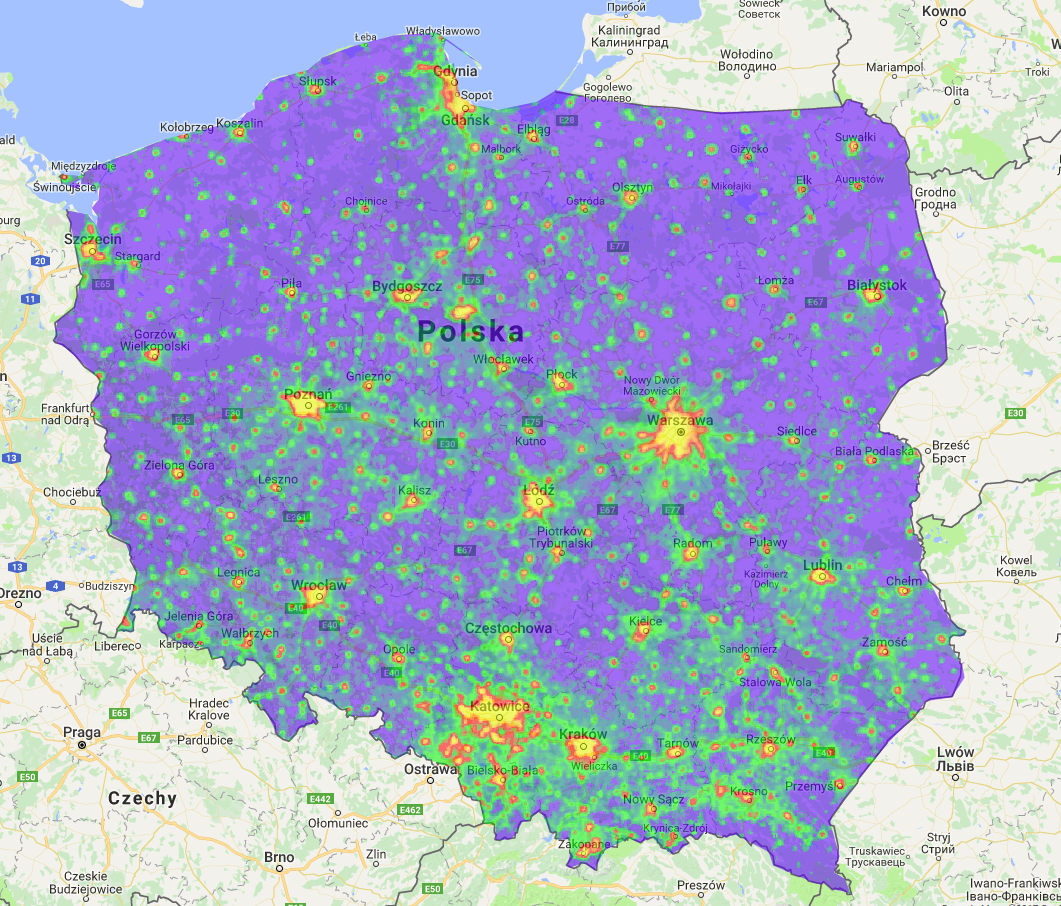 Прибой
Sowieck
Советск
Kowno
Władysławowo
Łeba
Kaliningrad
Калининград
Wołodino
Володино
Mariampol
Troki
Gdynia
Słupsk
Gogolewo
Гоголево
Olita
Sopot
Gdańsk
E28
Kołobrzeg
Koszalin
Elbląg
Malbork
Suwałki
Giżycko
Międzyzdroje
Świnoujście
Olsztyn
Mikołajki
Ełk
Augustów
Grodno
Гродна
Chojnice
Ostróda
Szczecin
Stargard
E77
20
E65
11
Piła
Bydgoszcz
E75
Łomża
E67
Białystok
Polska
Gorzów
Wielkopolski
Włocławek
Gniezno
Płock
Nowy Dwór
Mazowiecki
Poznań
E261
Frankfurt
nad Odrą
E65
E30
Konin
E75
Kutno
E30
Warszawa
Siedlce
E30
Biała Podlaska
Brześć
Брэст
13
Zielona Góra
Leszno
Kalisz
Łódź
Chociebuż
E261
E67
E77
Piotrków
Trybunalski
E67
Radom
Puławy
Kazimierz
Dolny
Lublin
Chełm
Kowel
Ковель
13
4
Budziszyn
Legnica
Wrocław
Drezno
E40
E40
Jelenia Góra
Wałbrzych
Karpacz
Liberec
Uście
nad Łabą
Częstochowa
Kielce
Opole
E40
Sandomierz
Zamość
Stalowa Wola
Hradec
Kralove
E65
E67
Praga
Pardubice
Katowice
Kraków
Wieliczka
E40
Tarnów
Rzeszów
E40
Lwów
Львів
E50
Ostrawa
Bielsko-Biała
Czechy
E442
E462
Ołomuniec
Nowy Sącz
Krosno
Przemyśl
Krynica-Zdrój
Zakopane
Brno
Zlin
Stryj
Стрий
Truskawiec
Трускавець
Czeskie
Budziejowice
E50
Preszów
Iwano-Frankiwsk